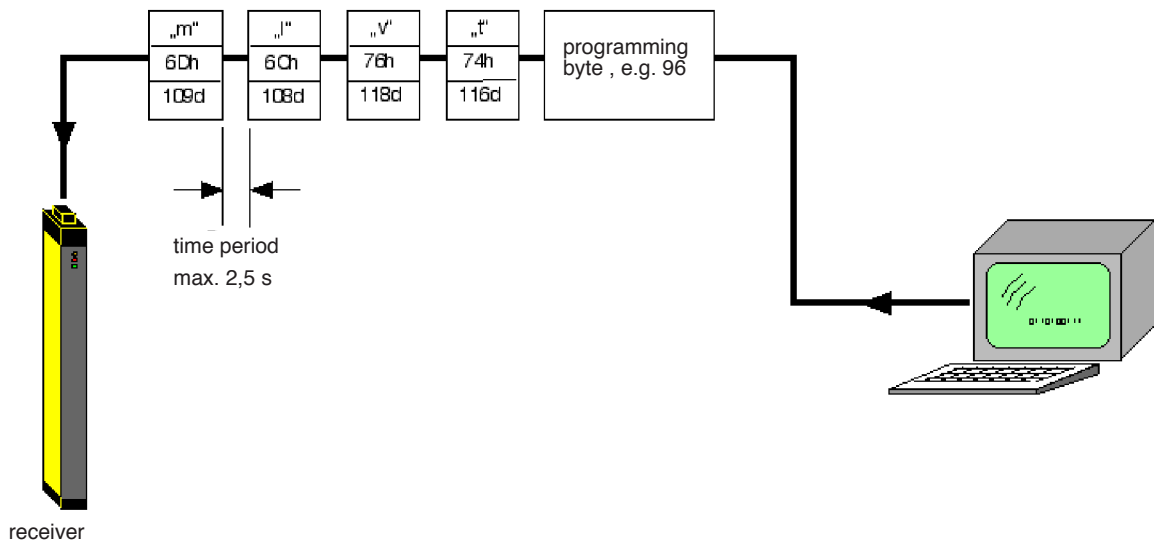 „m“ „l“ „v“ „t“
6Dh 6Ch 76h 74h
109d 108d 118d 116d
programming
byte , e.g. 96
time period
max. 2,5 s
receiver